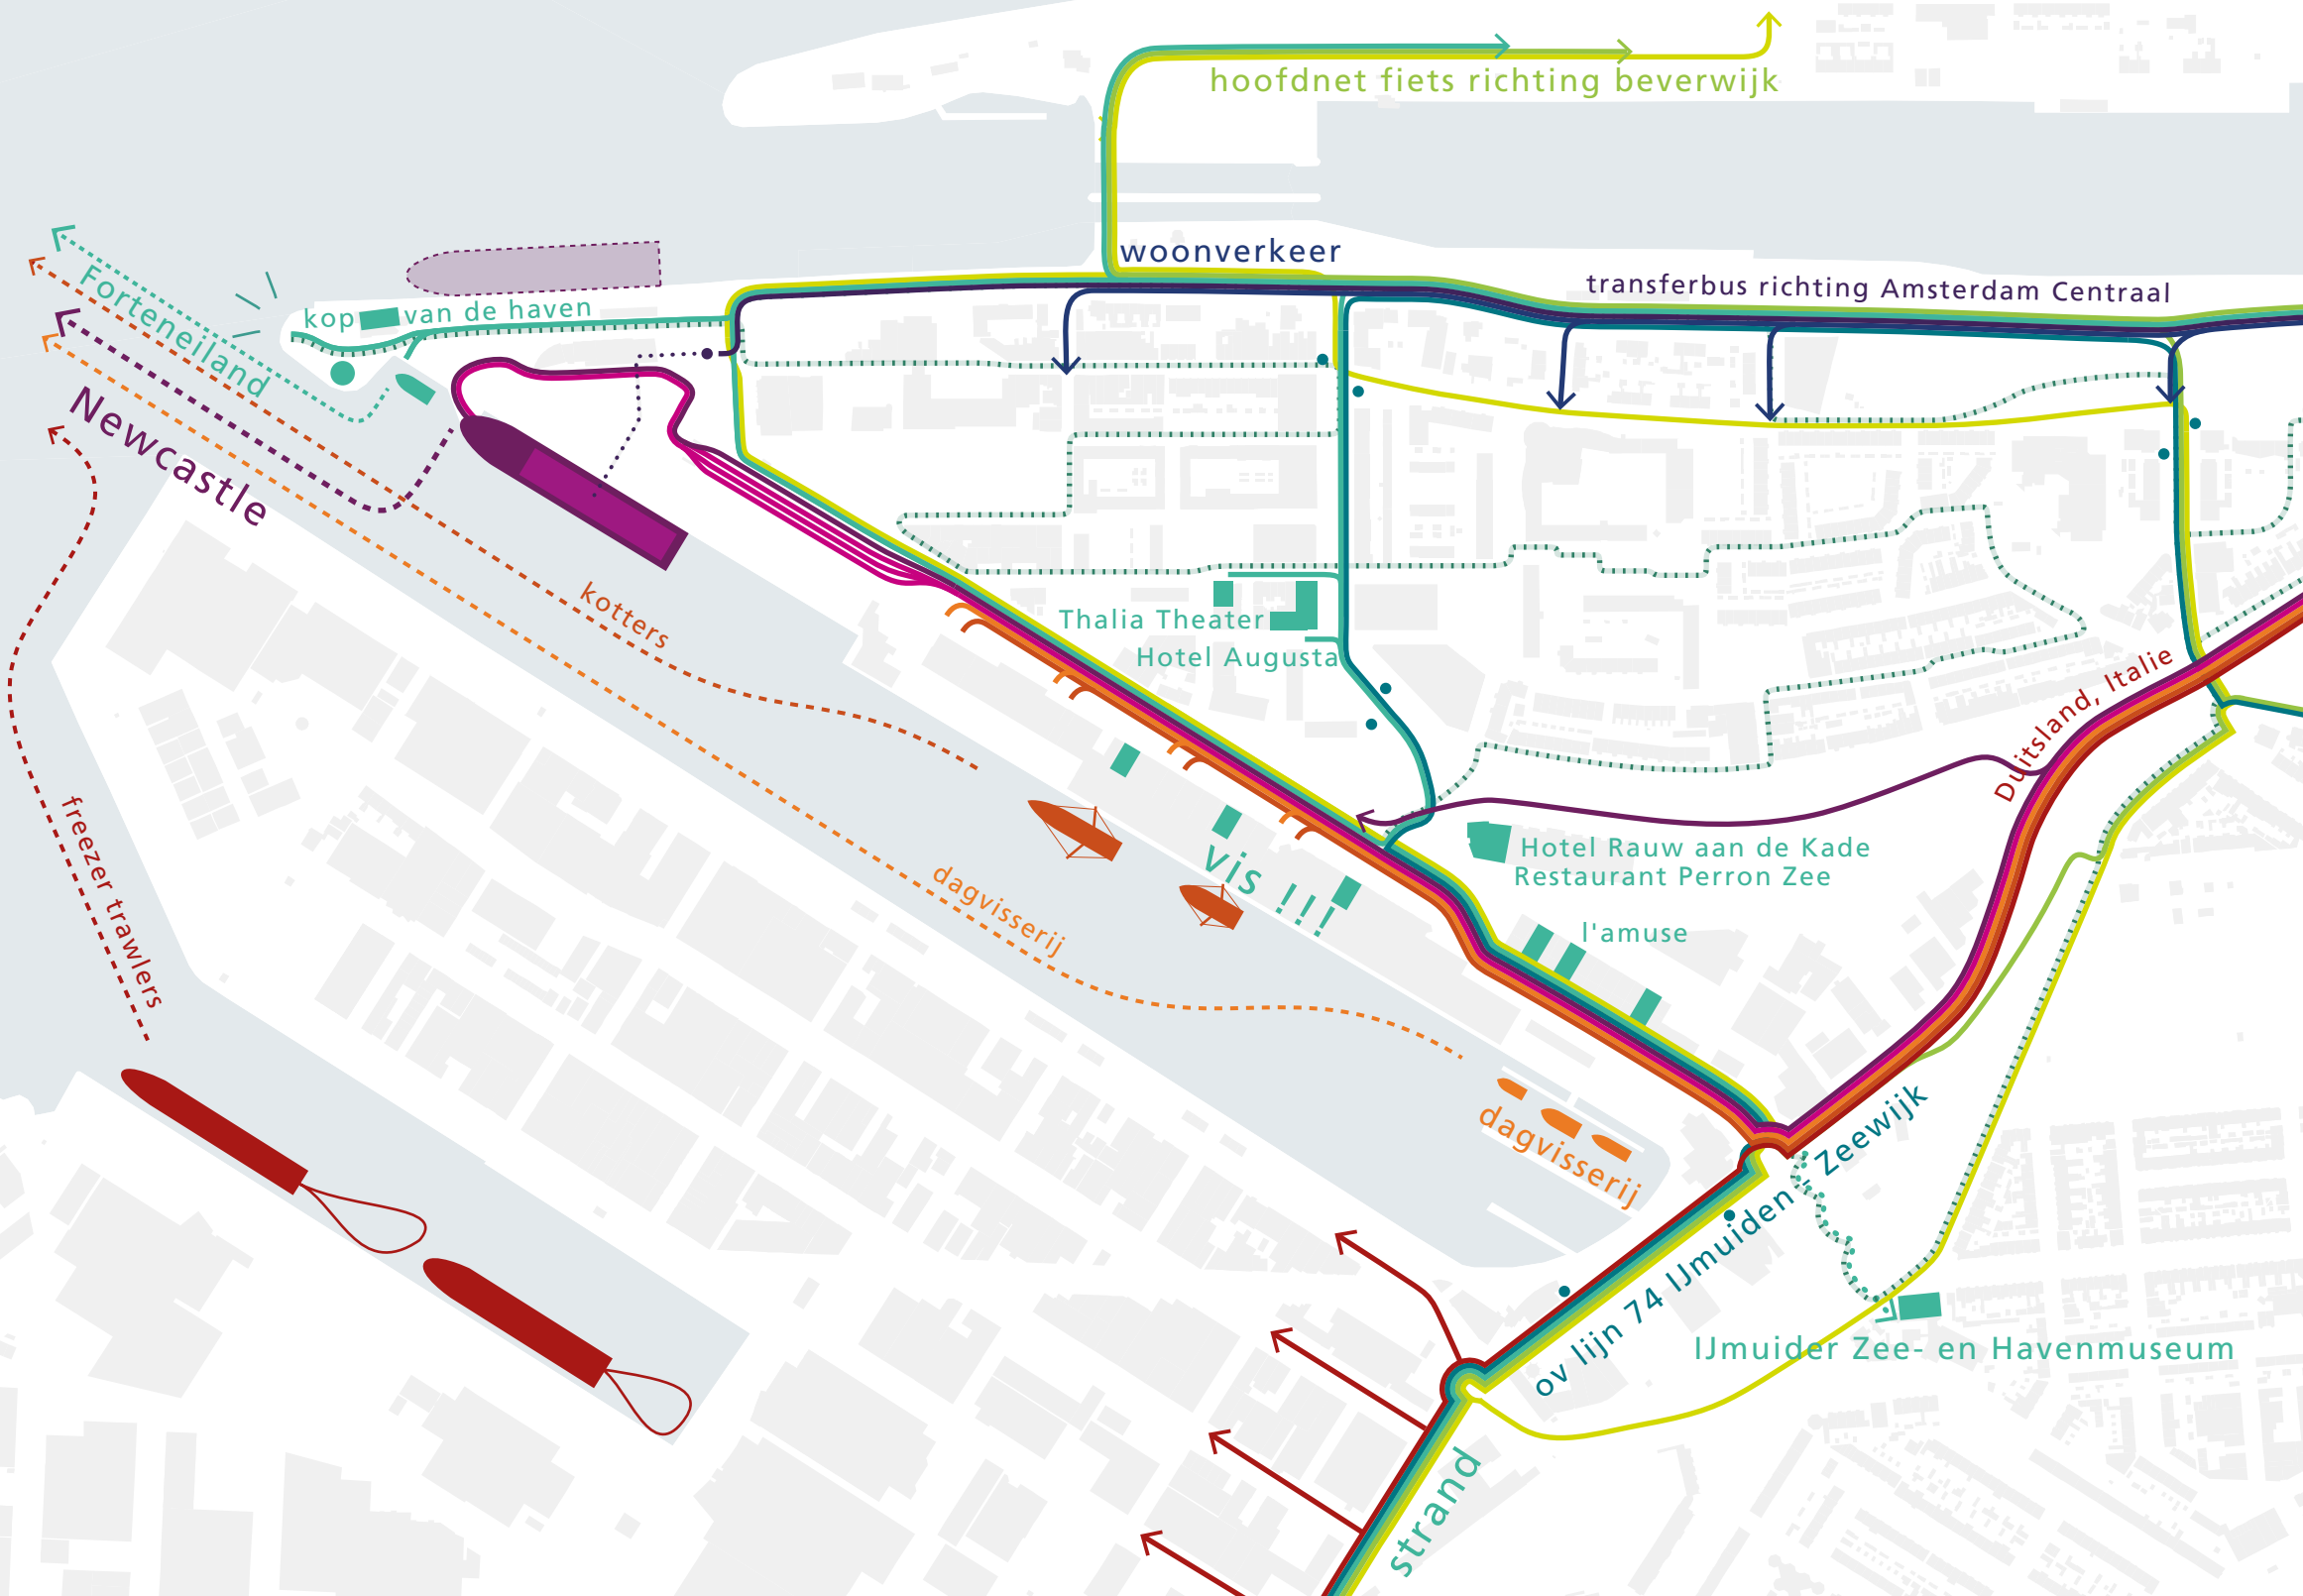 hoofdnet fiets richting beverwijk
woonverkeer
transferbus richting Amsterdam Centraal
Forteneiland
kop van de haven
Newcastle
kotters
Thalia Theater
Hotel Augusta
Duitsland, Italie
freezer trawlers
dagvisserij
vis !!!
Hotel Rauw aan de Kade
Restaurant Perron Zee
l'amuse
dagvisserij
ov lijn 74 IJmuiden - Zeewijk
IJmuider Zee- en Havenmuseum
strand